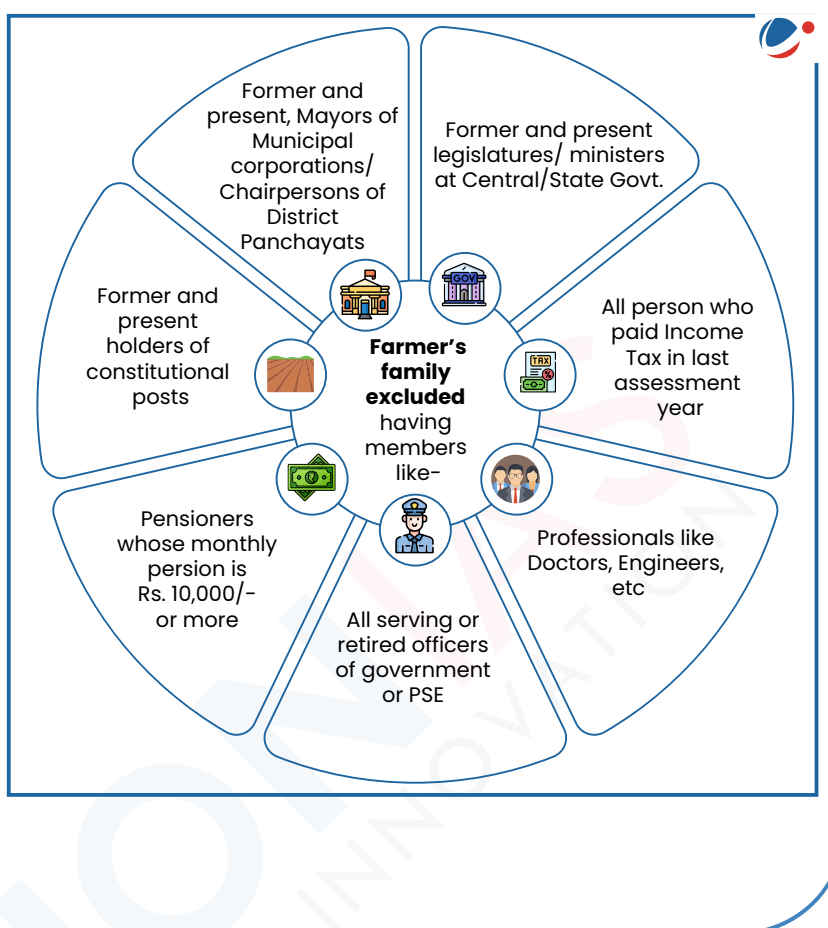 Former and
present, Mayors of
Municipal
corporations/
Chairpersons of
District
Panchayats
Former and present
legislatures/ ministers
at Central/State Govt.
GOV
All person who
paid Income
Tax in last
assessment
year
TAX
Professionals like
Doctors, Engineers,
etc
All serving or
retired officers
of government
or PSE
Pensioners
whose monthly
persion is
Rs. 10,000/-
or more
Former and
present
holders of
constitutional
posts
Farmer's
family
excluded
having
members
like-
IAS
INNOVATION